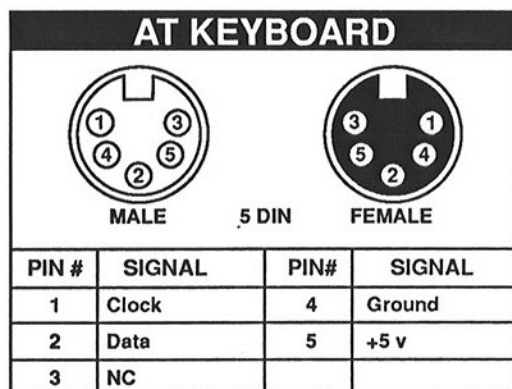 AT KEYBOARD
1 3 3 1
4 5 5 4
2 2
MALE .5 DIN FEMALE
PIN # SIGNAL PIN# SIGNAL
1 Clock 4 Ground
2 Data 5 +5 v
3 NC